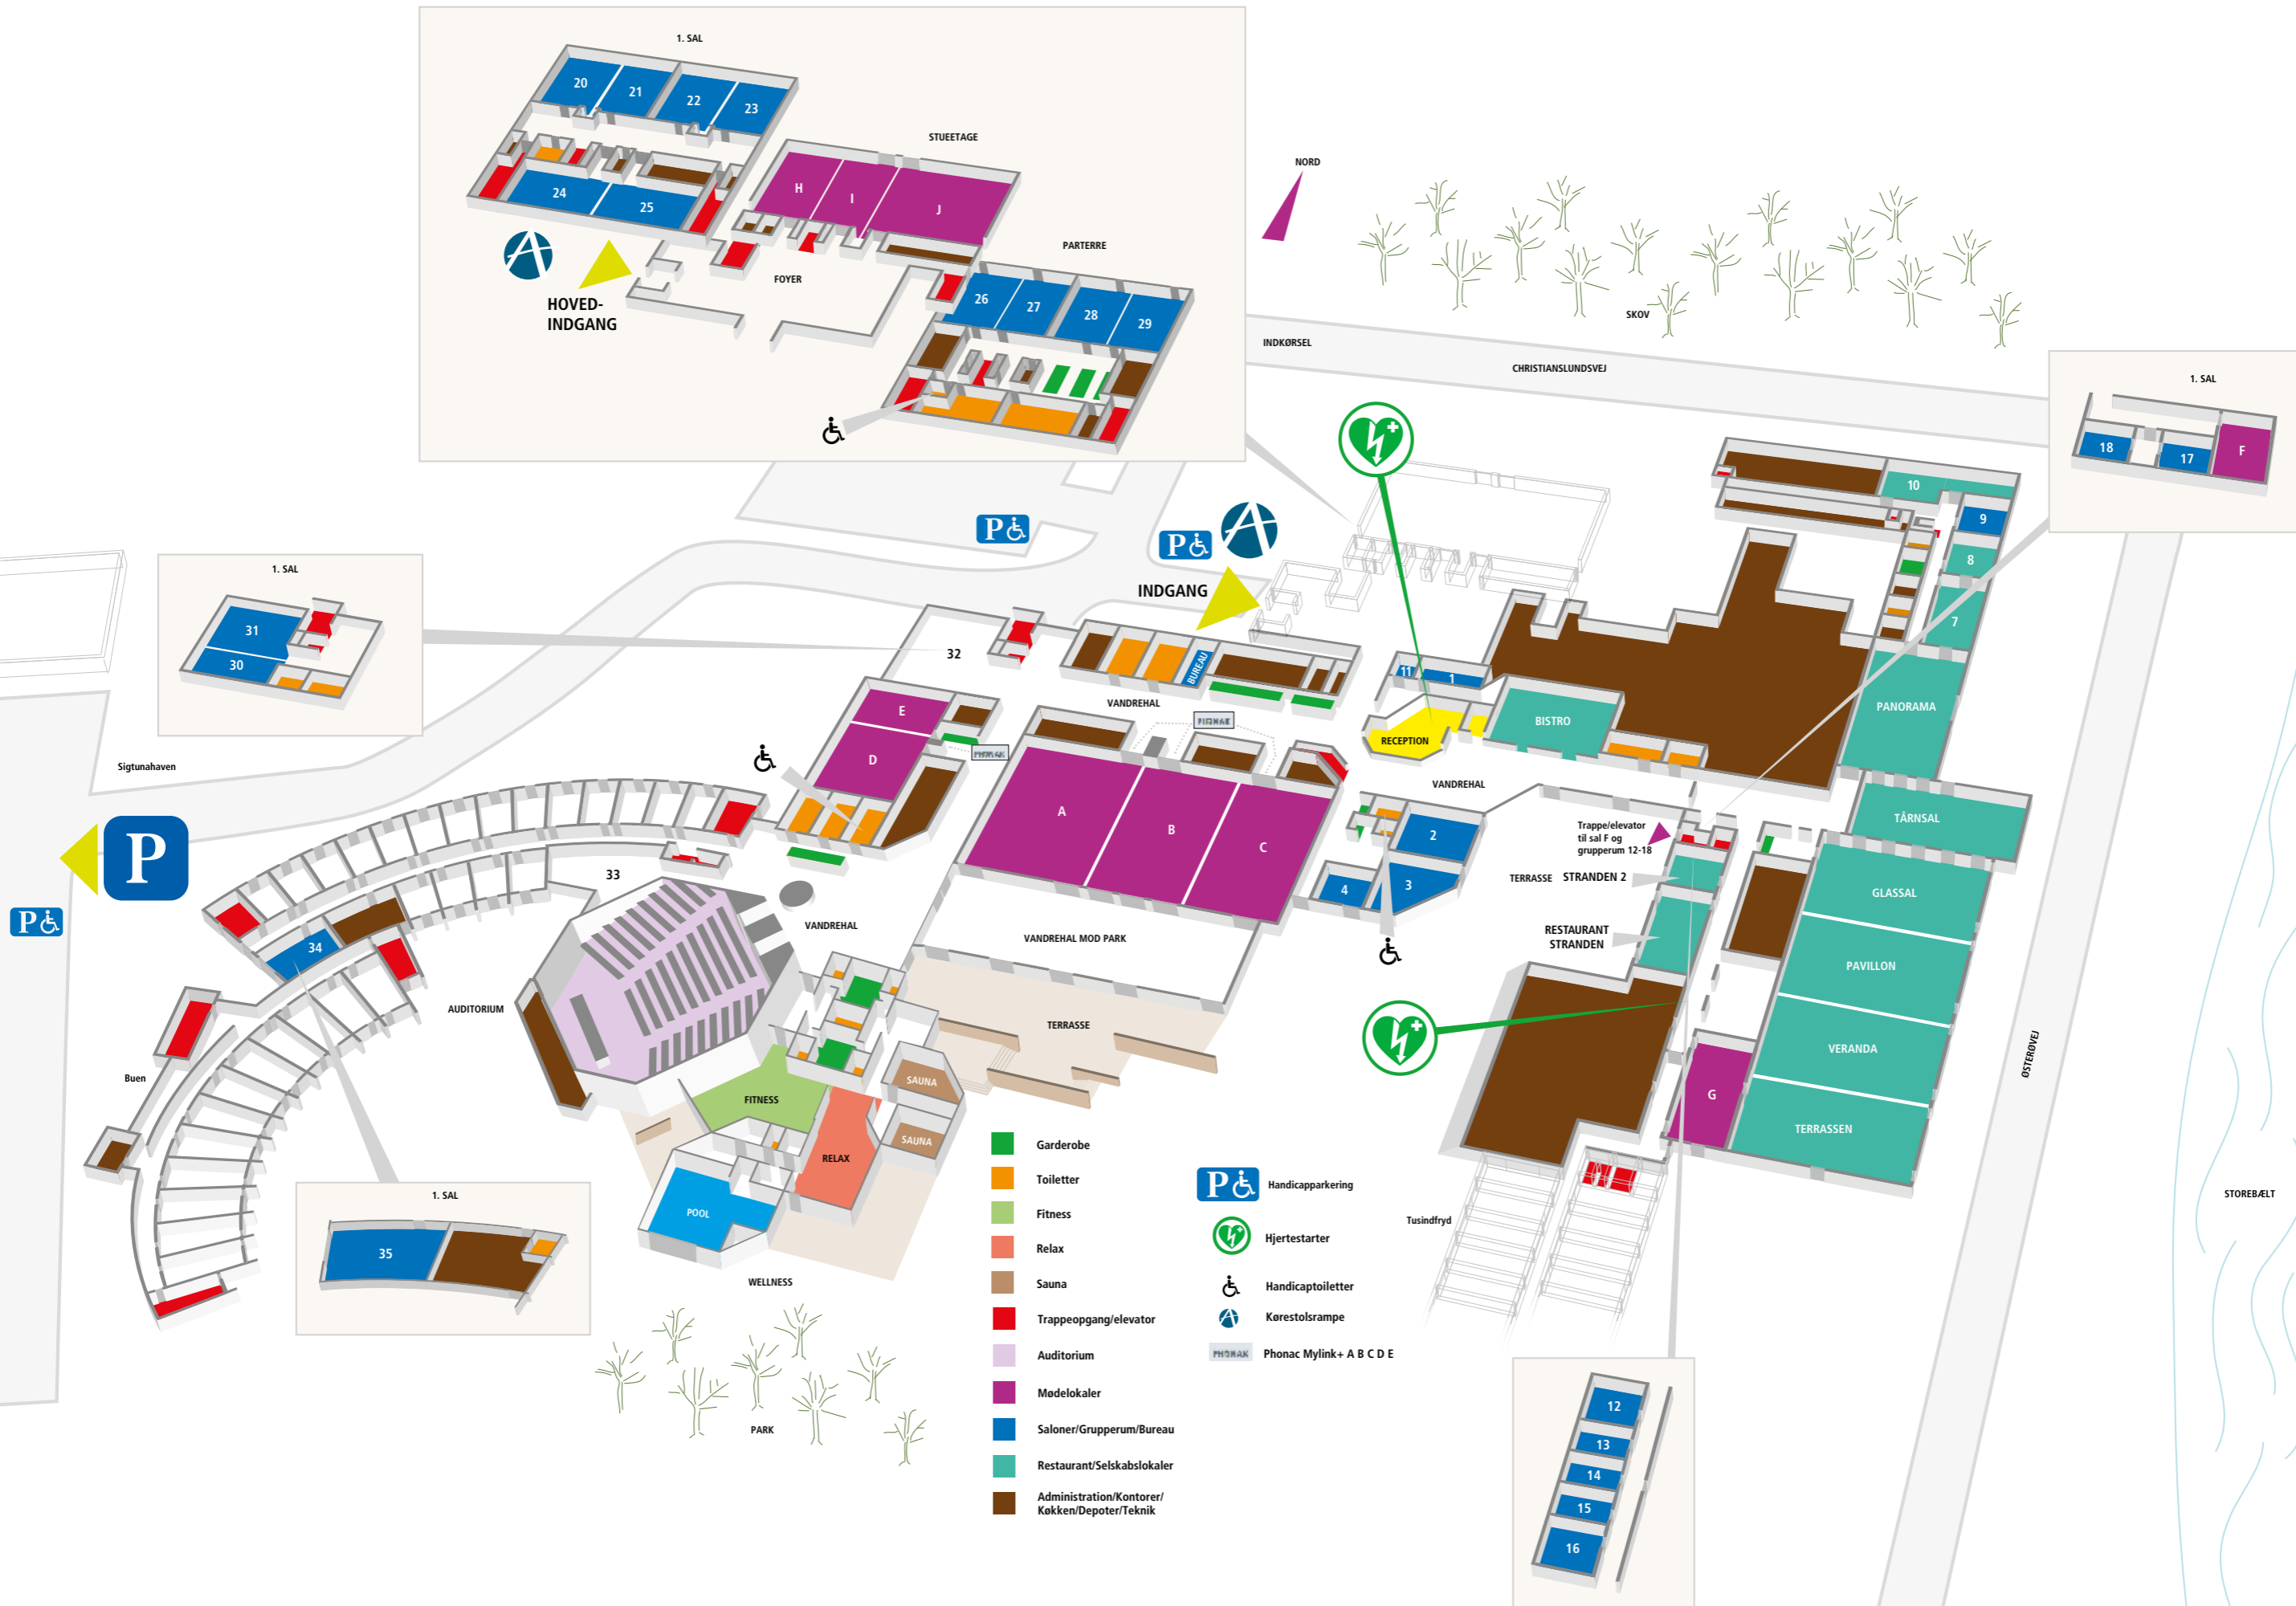 1. SAL
20
21
22
23
24
25
STUEETAGE
H
I
J
HOVED-
INDGANG
FOYER
PARTERRE
26
27
28
29
NORD
SKOV
INDKØRSEL
CHRISTIANSLUNDSVEJ
1. SAL
18
17
F
10
9
8
7
P
P
INDGANG
1. SAL
31
30
32
BUREAU
VANDREHAL
PHONAK
PHONAK
11
1
RECEPTION
BISTRO
PANORAMA
E
D
A
B
C
VANDREHAL
TÅRNSAL
Sigtunahaven
P
P
2
3
4
Trappe/elevator
til sal F og
grupperum 12-18
TERRASSE
STRANDEN 2
GLASSAL
RESTAURANT
STRANDEN
PAVILLON
VERANDA
G
TERRASSEN
33
34
VANDREHAL
VANDREHAL MOD PARK
AUDITORIUM
TERRASSE
Buen
FITNESS
SAUNA
SAUNA
RELAX
POOL
WELLNESS
ØSTERØVJ
STOREBÆLT
Tusindfryd
1. SAL
35
PARK
Garderobe
Toiletter
Fitness
Relax
Sauna
Trappeopgang/elevator
Auditorium
Mødelokaler
Saloner/Grupperum/Bureau
Restaurant/Selskabslokaler
Administration/Kontorer/
Køkken/Depoter/Teknik
P
Handicapparkering
Hjertestarter
Handicaptoiletter
Kørestolsrampe
PHONAK
Phonac Mylink+ A B C D E
12
13
14
15
16